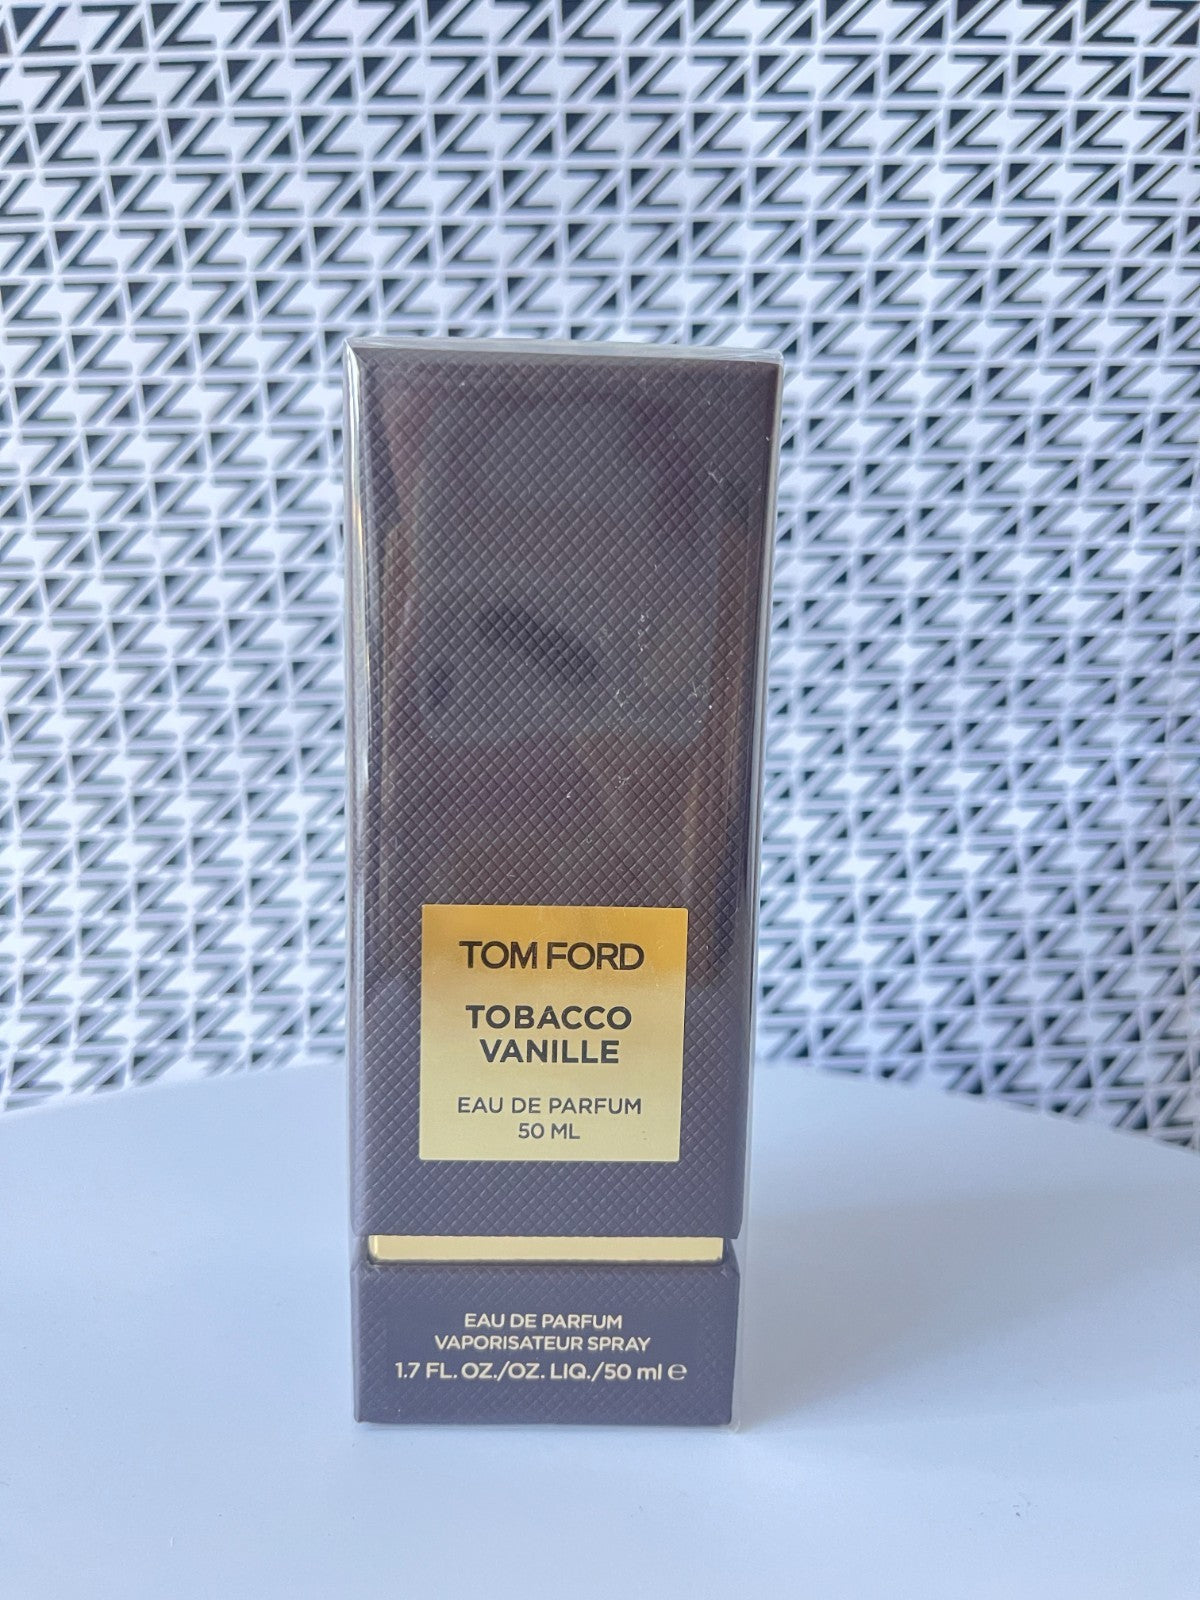 TOM FORD
TOBACCO
VANILLE
EAU DE PARFUM
50 ML
EAU DE PARFUM
VAPORISATEUR SPRAY
1.7 FL. OZ./OZ. LIQ./50 ml ℮